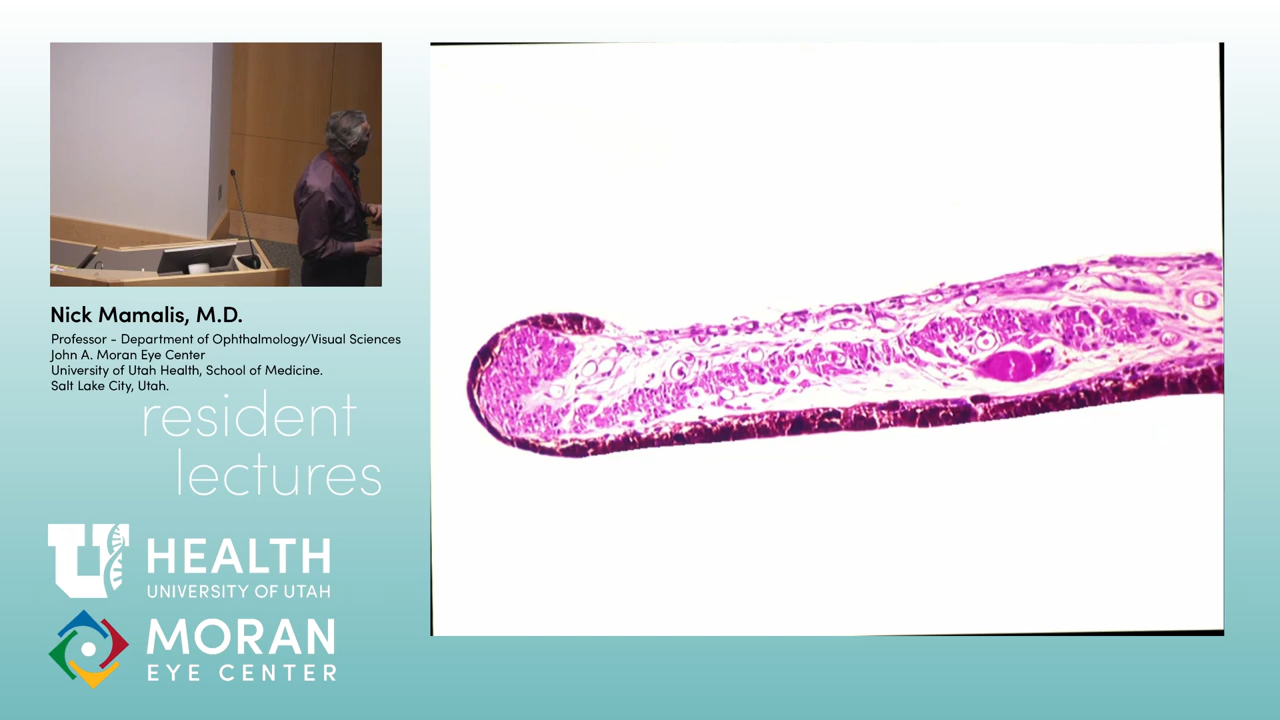 Nick Mamalis, M.D.
Professor – Department of Ophthalmology/Visual Sciences
John A. Moran Eye Center
University of Utah Health, School of Medicine.
Salt Lake City, Utah.
resident
lectures
U
HEALTH
UNIVERSITY OF UTAH
MORAN
EYE CENTER